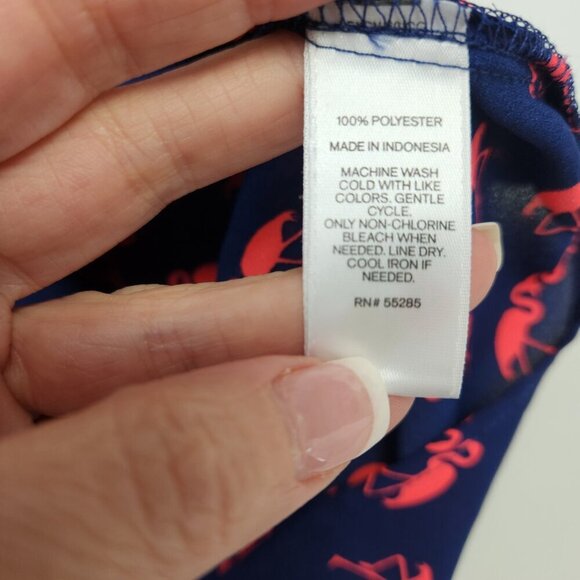 100% POLYESTER
MADE IN INDONESIA
MACHINE WASH
COLD WITH LIKE
COLORS. GENTLE
CYCLE.
ONLY NON-CHLORINE
BLEACH WHEN
NEEDED. LINE DRY.
COOL IRON IF
NEEDED.
RN# 55285